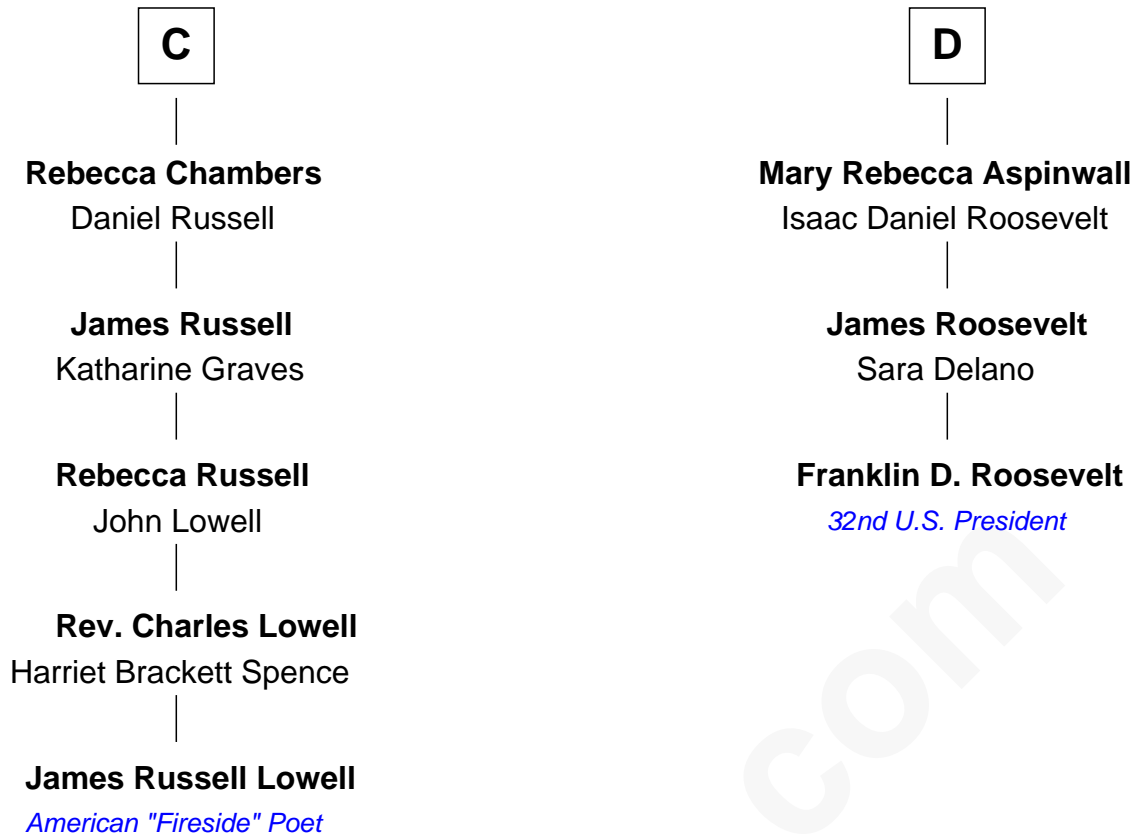 C
Rebecca Chambers
Daniel Russell
James Russell
Katharine Graves
Rebecca Russell
John Lowell
Rev. Charles Lowell
Harriet Brackett Spence
James Russell Lowell
American "Fireside" Poet
D
Mary Rebecca Aspinwall
Isaac Daniel Roosevelt
James Roosevelt
Sara Delano
Franklin D. Roosevelt
32nd U.S. President
com